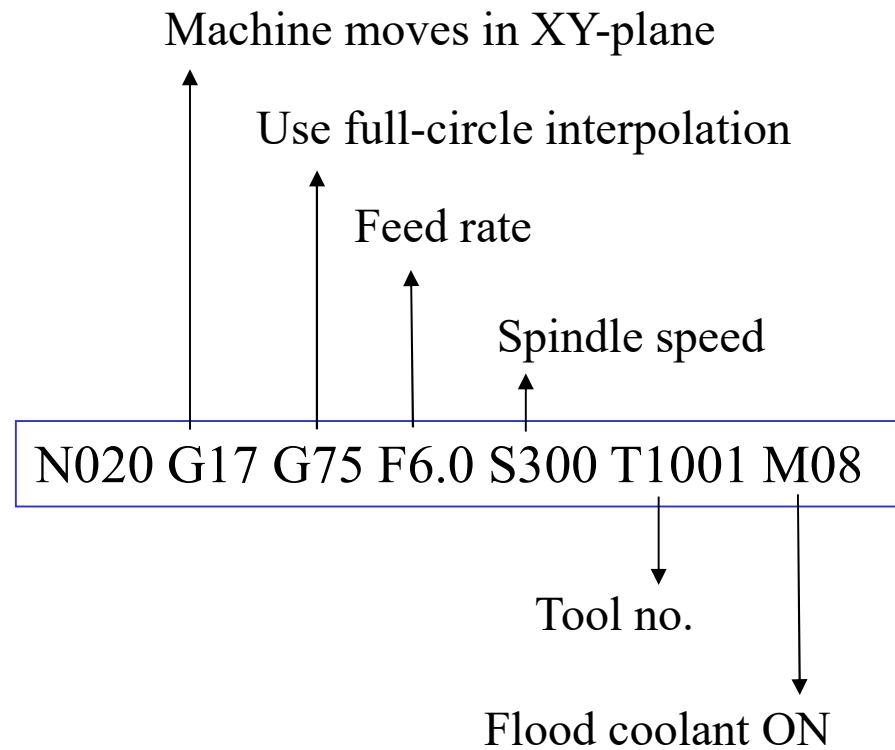 Machine moves in XY-plane
Use full-circle interpolation
Feed rate
Spindle speed
N020 G17 G75 F6.0 S300 T1001 M08
Tool no.
Flood coolant ON